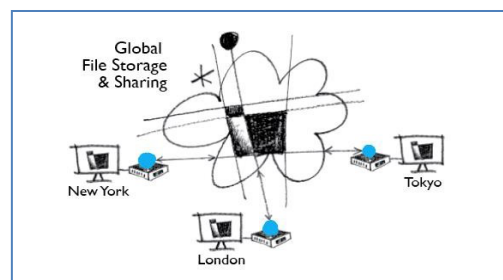 Global
File Storage
& Sharing
New York
Tokyo
London